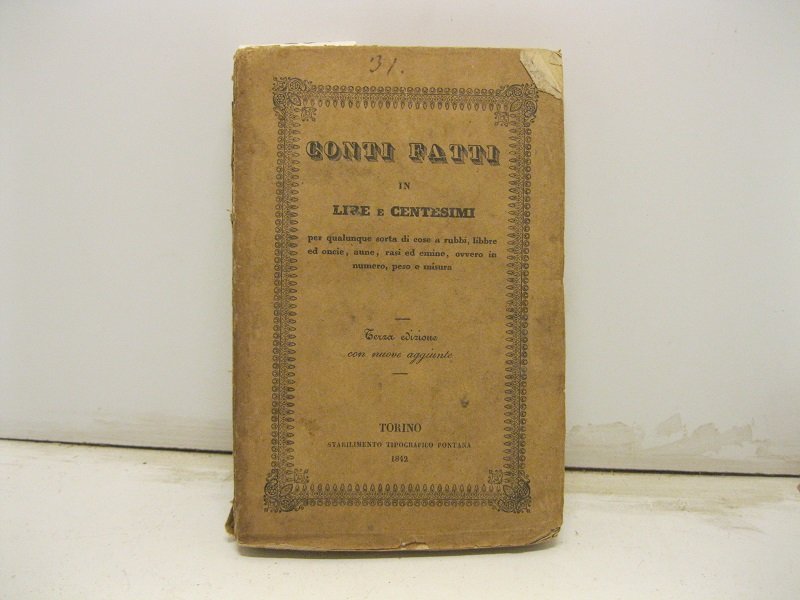 31.
CONTI FATTI
IN
LIRE E CENTESIMI
per qualunque sorta di cose a rubbi, libbre
ed oncie, aune, rasi ed emine, ovvero in
numero, peso e misura
Terza edizione
con nuove aggiunte
TORINO
STABILIMENTO TIPOGRAFICO FONTANA
1842